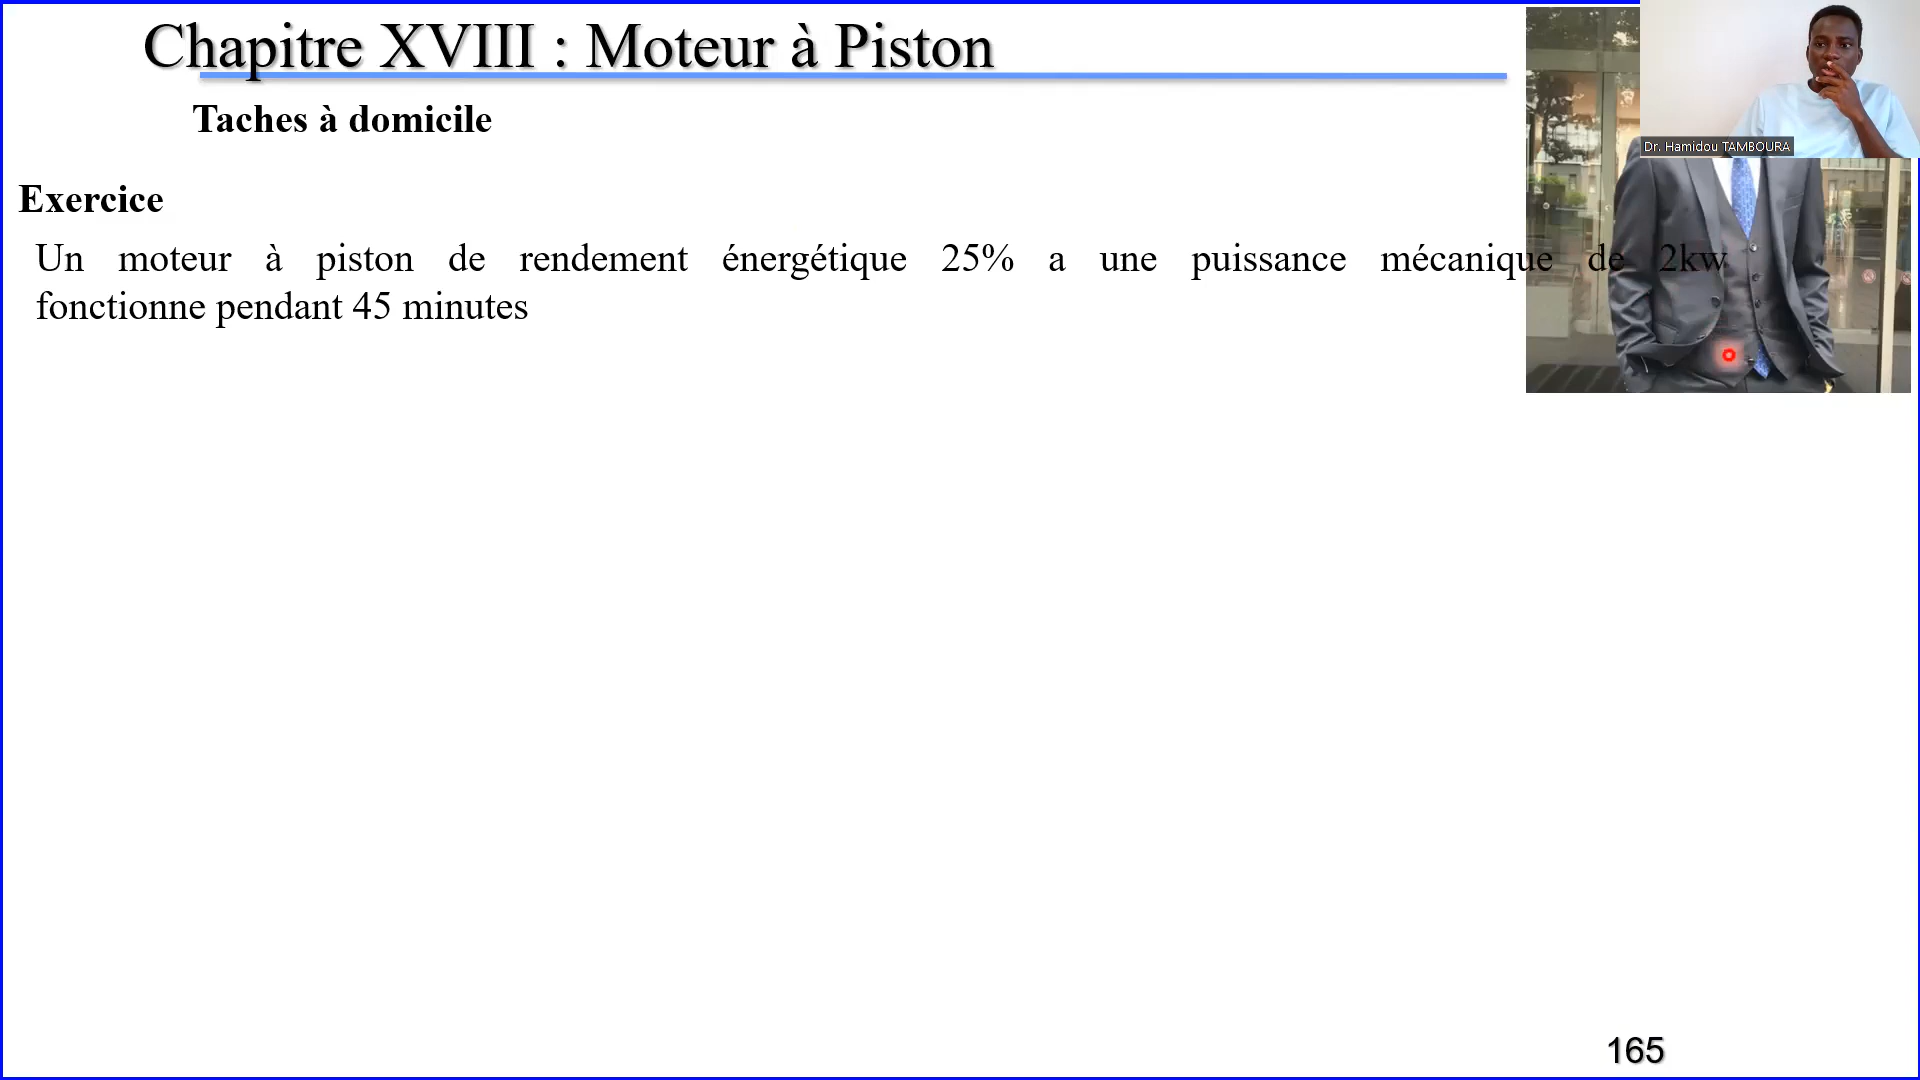 Chapitre XVIII : Moteur à Piston
Taches à domicile
Dr. Hamidou TAMBOURA
Exercice
Un moteur à piston de rendement énergétique 25% a une puissance mécanique de 2kw
fonctionne pendant 45 minutes
165